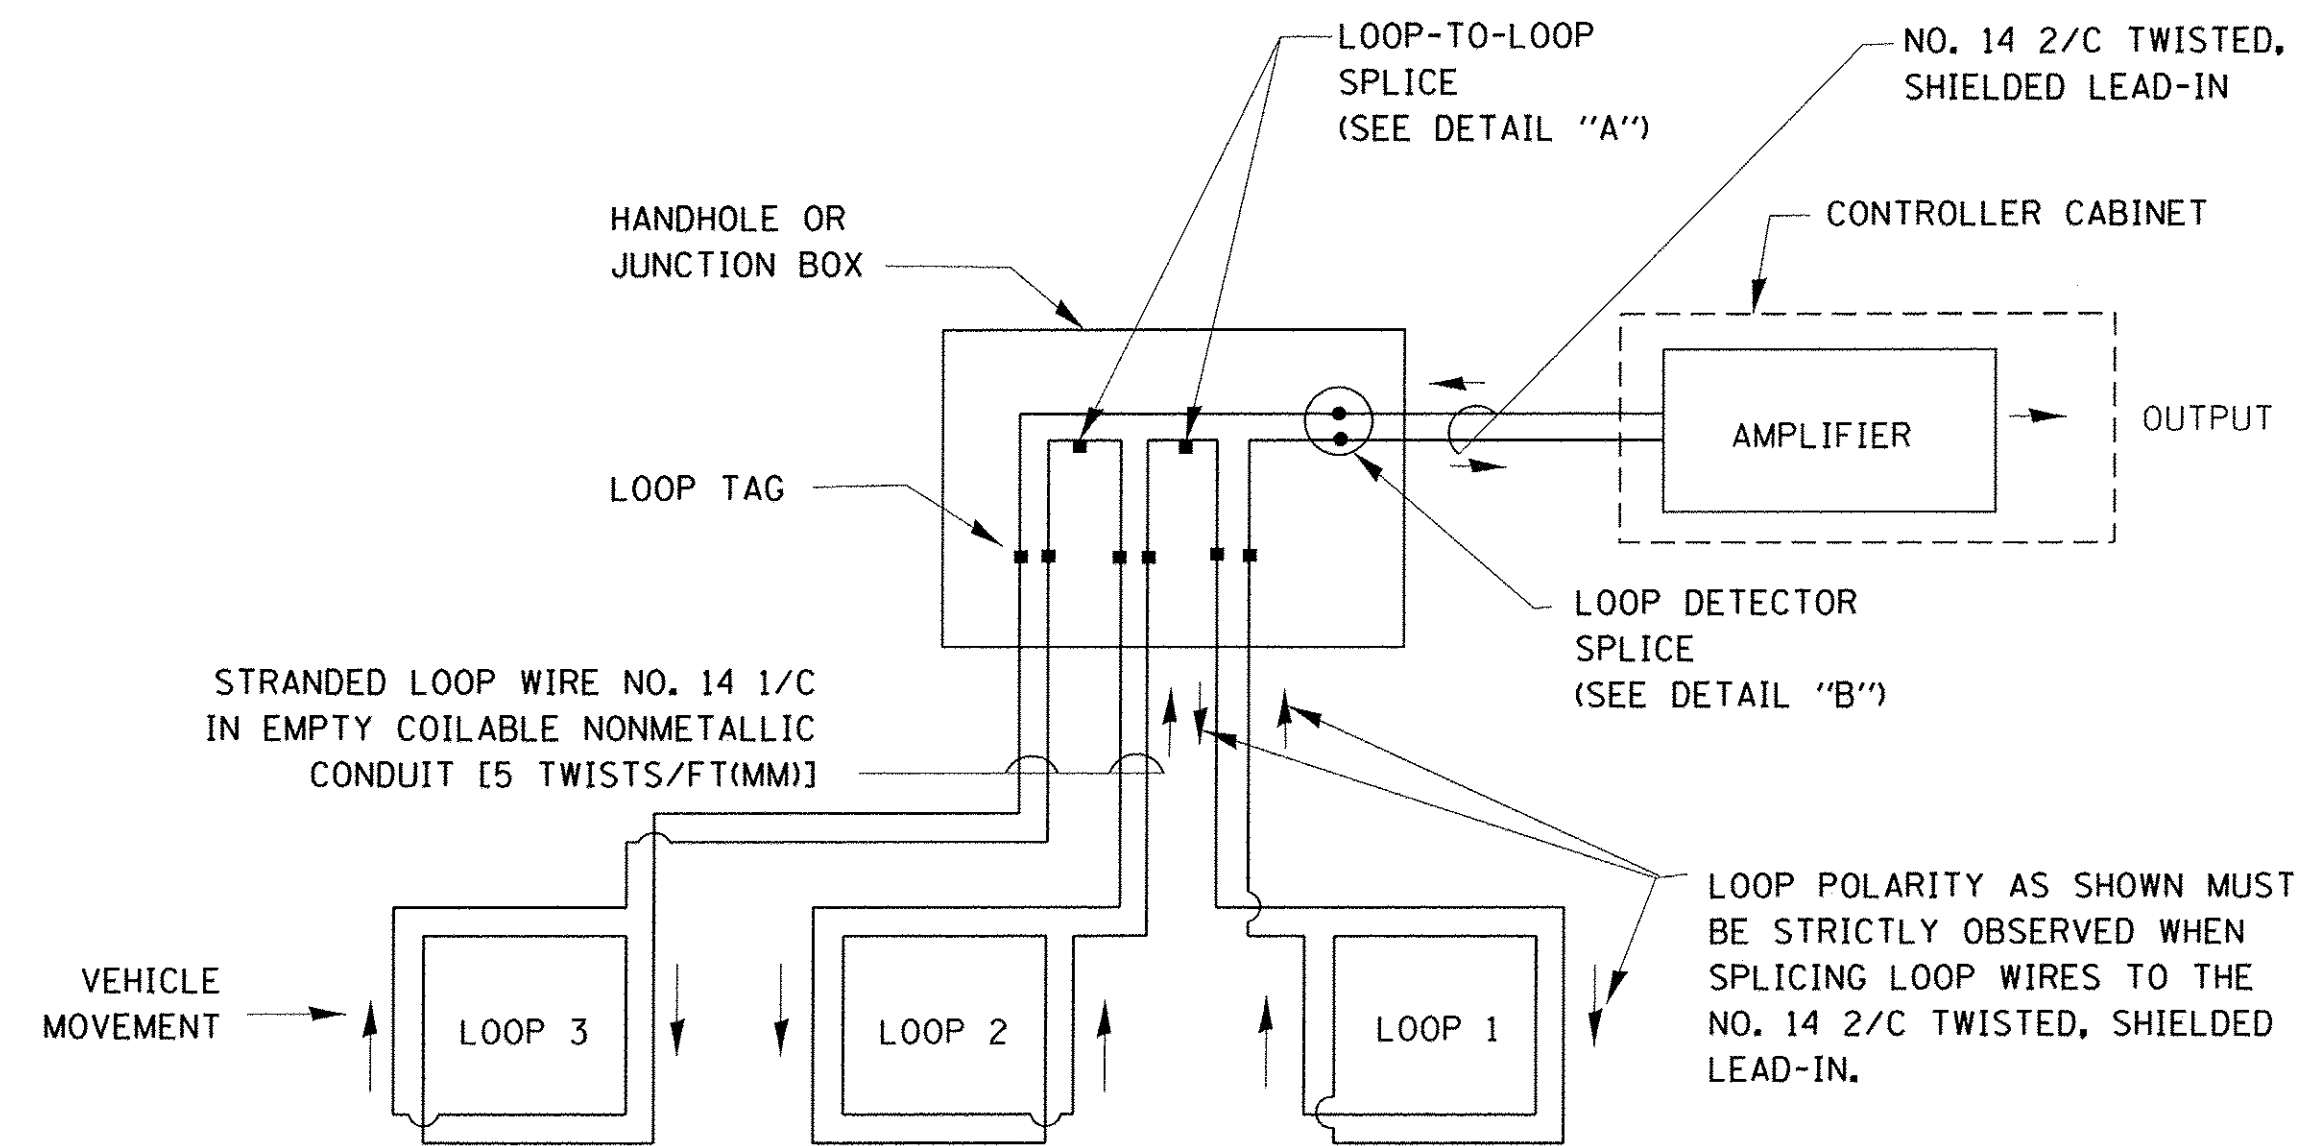 LOOP-TO-LOOP
SPLICE
(SEE DETAIL "A")
NO. 14 2/C TWISTED,
SHIELDED LEAD-IN
HANDHOLE OR
JUNCTION BOX
CONTROLLER CABINET
AMPLIFIER
OUTPUT
LOOP TAG
LOOP DETECTOR
SPLICE
(SEE DETAIL "B")
STRANDED LOOP WIRE NO. 14 1/C
IN EMPTY COILABLE NONMETALLIC
CONDUIT [5 TWISTS/FT(MM)]
LOOP POLARITY AS SHOWN MUST
BE STRICTLY OBSERVED WHEN
SPLICING LOOP WIRES TO THE
NO. 14 2/C TWISTED, SHIELDED
LEAD-IN.
VEHICLE
MOVEMENT
LOOP 3
LOOP 2
LOOP 1